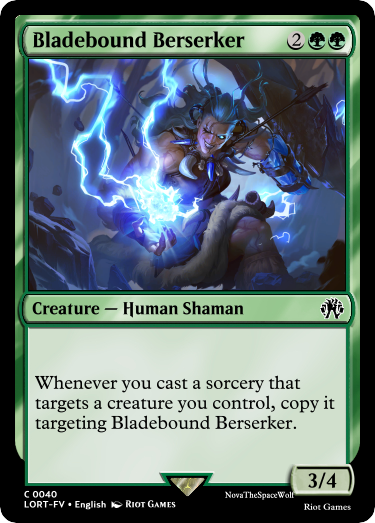 Bladebound Berserker 2
Creature — Human Shaman
Whenever you cast a sorcery that
targets a creature you control, copy it
targeting Bladebound Berserker.
3/4
C 0040
LORT-FV • English Riot Games
NovaTheSpaceWolf
Riot Games